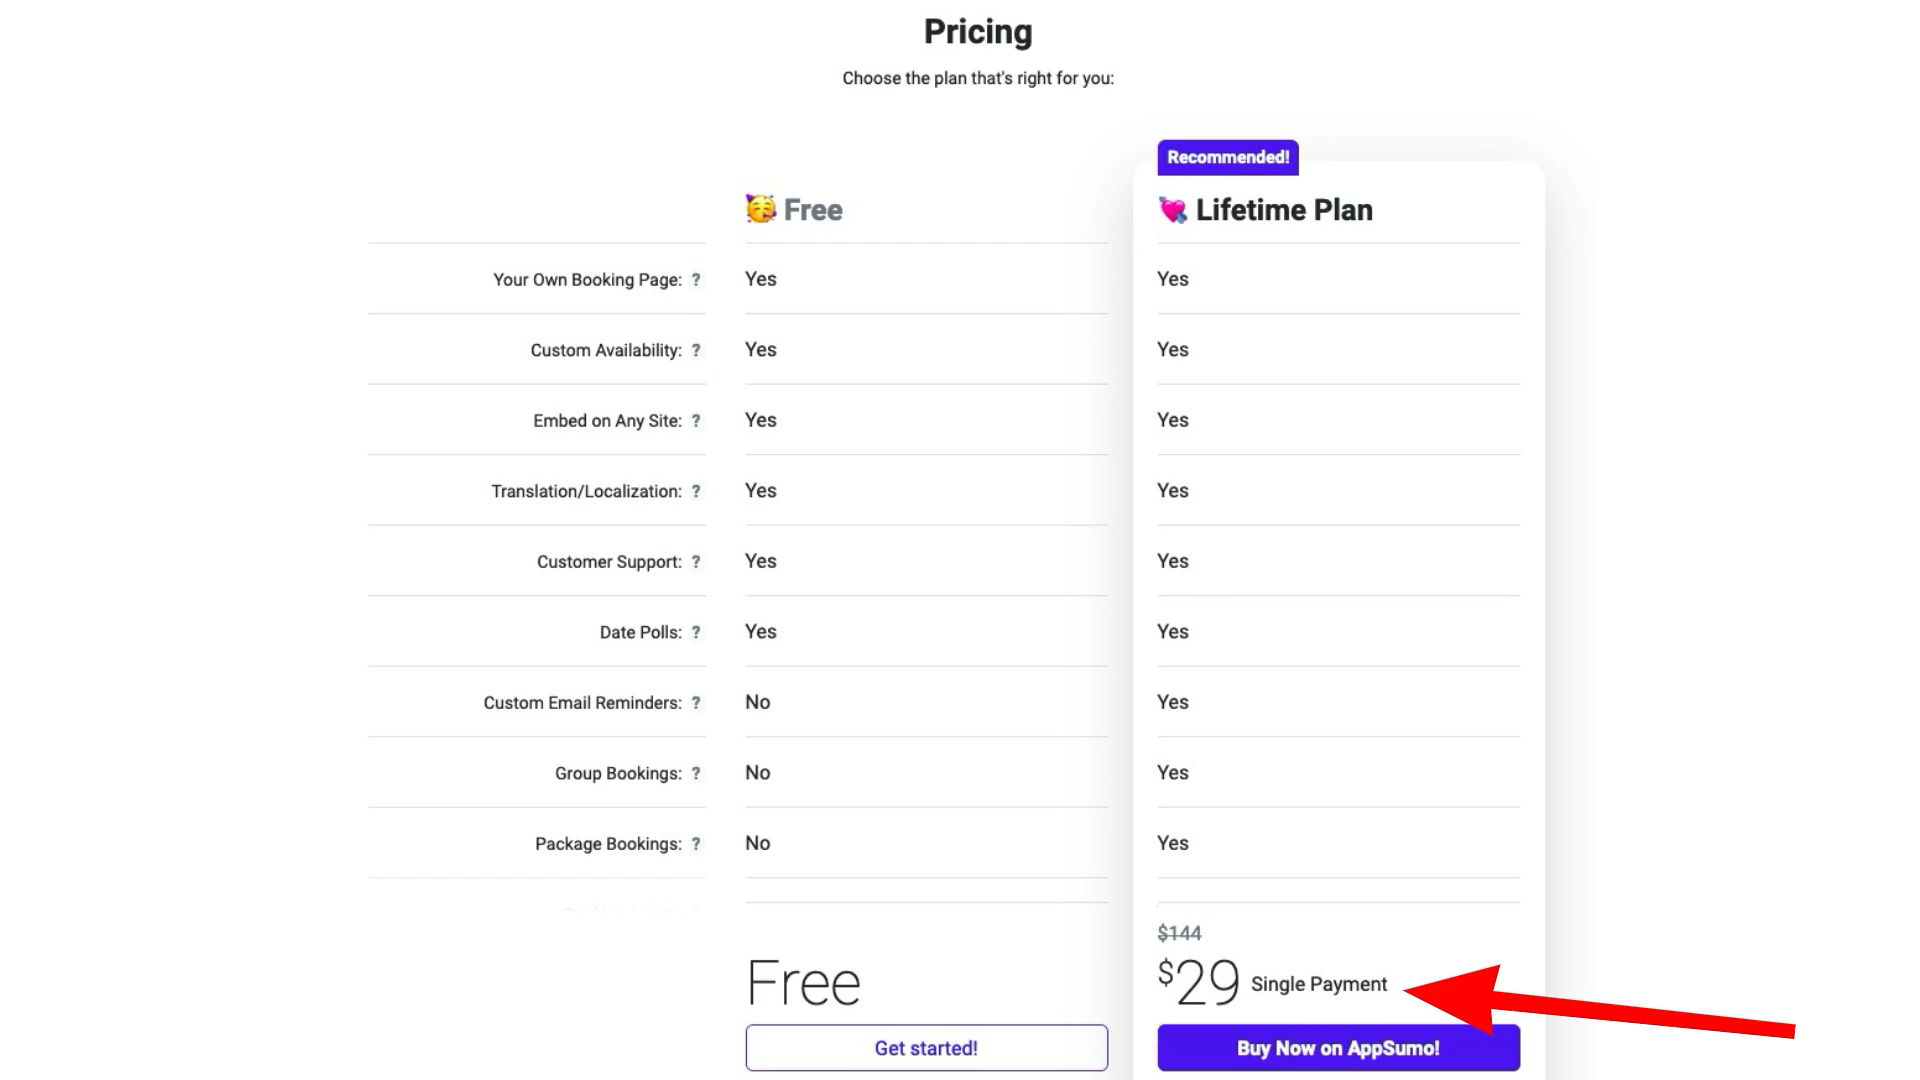 Pricing
Choose the plan that's right for you:
Recommended!
Free
Lifetime Plan
Your Own Booking Page: ? Yes Yes
Custom Availability: ? Yes Yes
Embed on Any Site: ? Yes Yes
Translation/Localization: ? Yes Yes
Customer Support: ? Yes Yes
Date Polls: ? Yes Yes
Custom Email Reminders: ? No Yes
Group Bookings: ? No Yes
Package Bookings: ? No Yes
$144
Free
$29 Single Payment
Get started!
Buy Now on AppSumo!